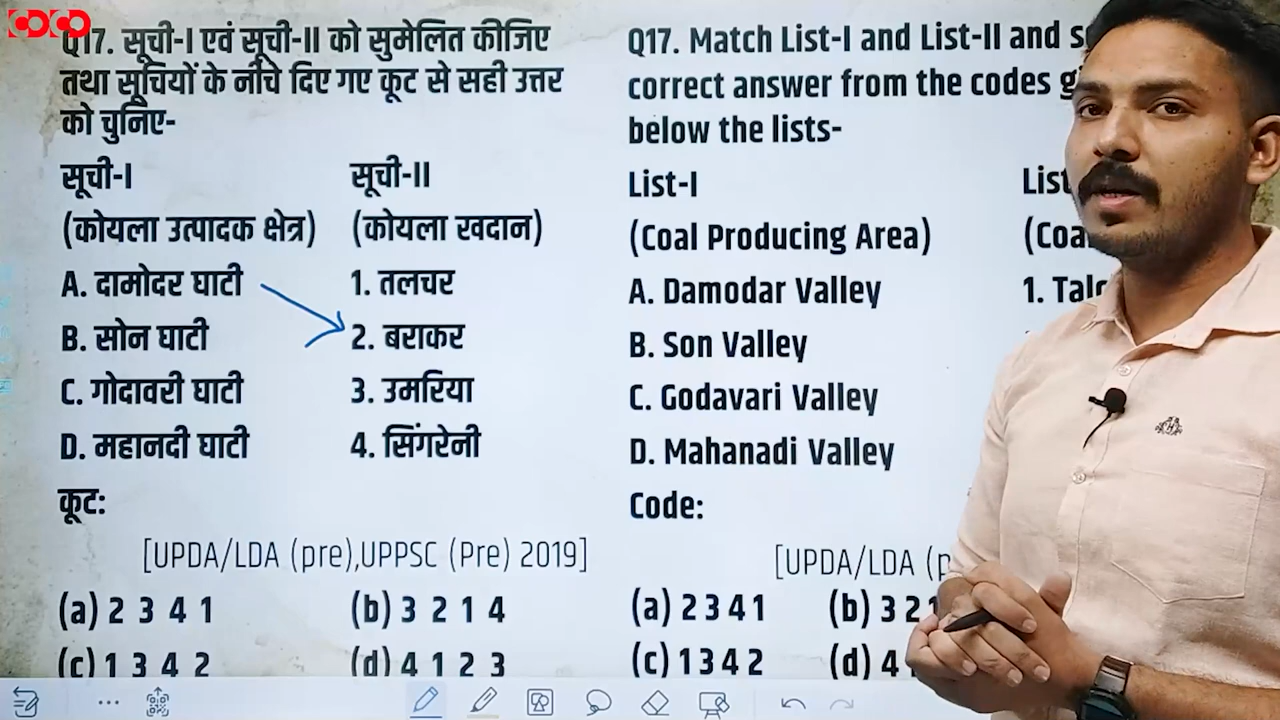 Q17. सूची-I एवं सूची-II को सुमेलित कीजिए
तथा सूचियों के नीचे दिए गए कूट से सही उत्तर
को चुनिए-
सूची-I सूची-II
(कोयला उत्पादक क्षेत्र) (कोयला खदान)
A. दामोदर घाटी 1. तलचर
B. सोन घाटी 2. बराकर
C. गोदावरी घाटी 3. उमरिया
D. महानदी घाटी 4. सिंगरेनी
कूट:
[UPDA/LDA (pre),UPPSC (Pre) 2019]
(a) 2 3 4 1 (b) 3 2 1 4
(c) 1 3 4 2 (d) 4 1 2 3
Q17. Match List-I and List-II and
correct answer from the codes
below the lists-
List-I List
(Coal Producing Area)
A. Damodar Valley 1.
B. Son Valley
C. Godavari Valley
D. Mahanadi Valley
Code:
[UPDA/LDA
(a) 2 3 4 1 (b) 3 2 1
(c) 1 3 4 2 (d) 4